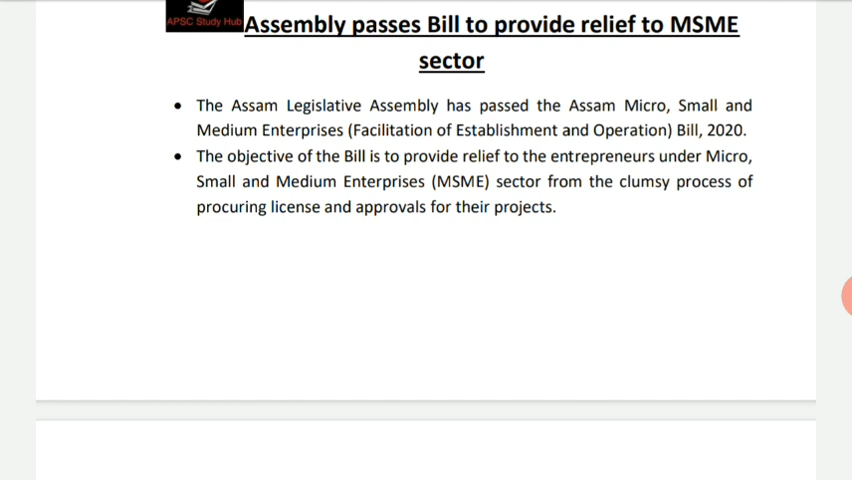 APSC Study Hub
Assembly passes Bill to provide relief to MSME
sector
• The Assam Legislative Assembly has passed the Assam Micro, Small and
Medium Enterprises (Facilitation of Establishment and Operation) Bill, 2020.
• The objective of the Bill is to provide relief to the entrepreneurs under Micro,
Small and Medium Enterprises (MSME) sector from the clumsy process of
procuring license and approvals for their projects.